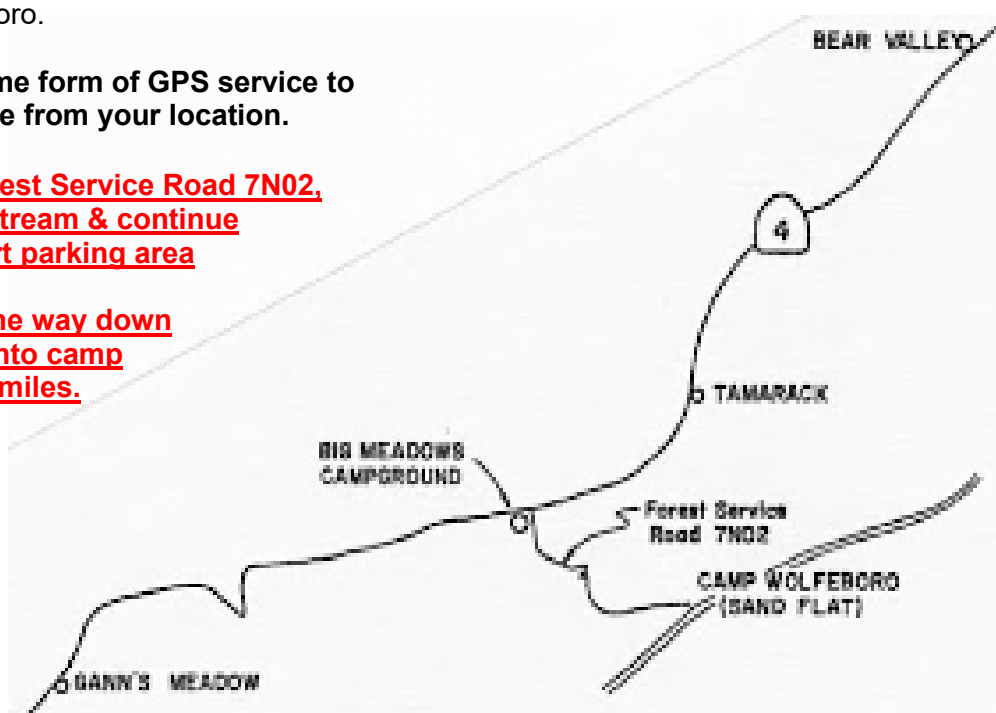 oro.
me form of GPS service to
e from your location.
est Service Road 7N02,
tream & continue
rt parking area
ne way down
nto camp
miles.
BEAR VALLEY
4
TAMARACK
BIG MEADOWS
CAMPGROUND
Forest Service
Road 7N02
CAMP WOLFEBORO
(SAND FLAT)
GANN'S MEADOW